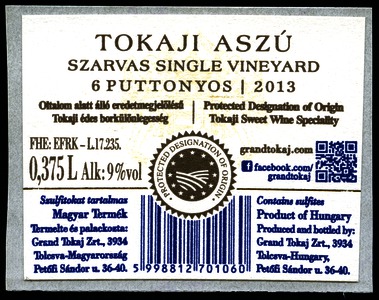 TOKAJI ASZÚ
SZARVAS SINGLE VINEYARD
6 PUTTONYOS | 2013
Oltalom alatt álló eredetmegjelölésű
Tokaji édes borkülönlegesség
Protected Designation of Origin
Tokaji Sweet Wine Speciality
FHE: EFRK – L.17.235.
0,375 L Alk: 9 %vol
PROTECTED DESIGNATION OF ORIGIN
grandtokaj.com
facebook.com/
grandtokaj
Szulfitokat tartalmaz
Magyar Termék
Termelte és palackozta:
Grand Tokaj Zrt., 3934
Tolcsva-Magyarország
Petőfi Sándor u. 36-40.
5 998812 701060
Contains sulfites
Product of Hungary
Produced and bottled by:
Grand Tokaj Zrt., 3934
Tolcsva-Hungary,
Petőfi Sándor u. 36-40.